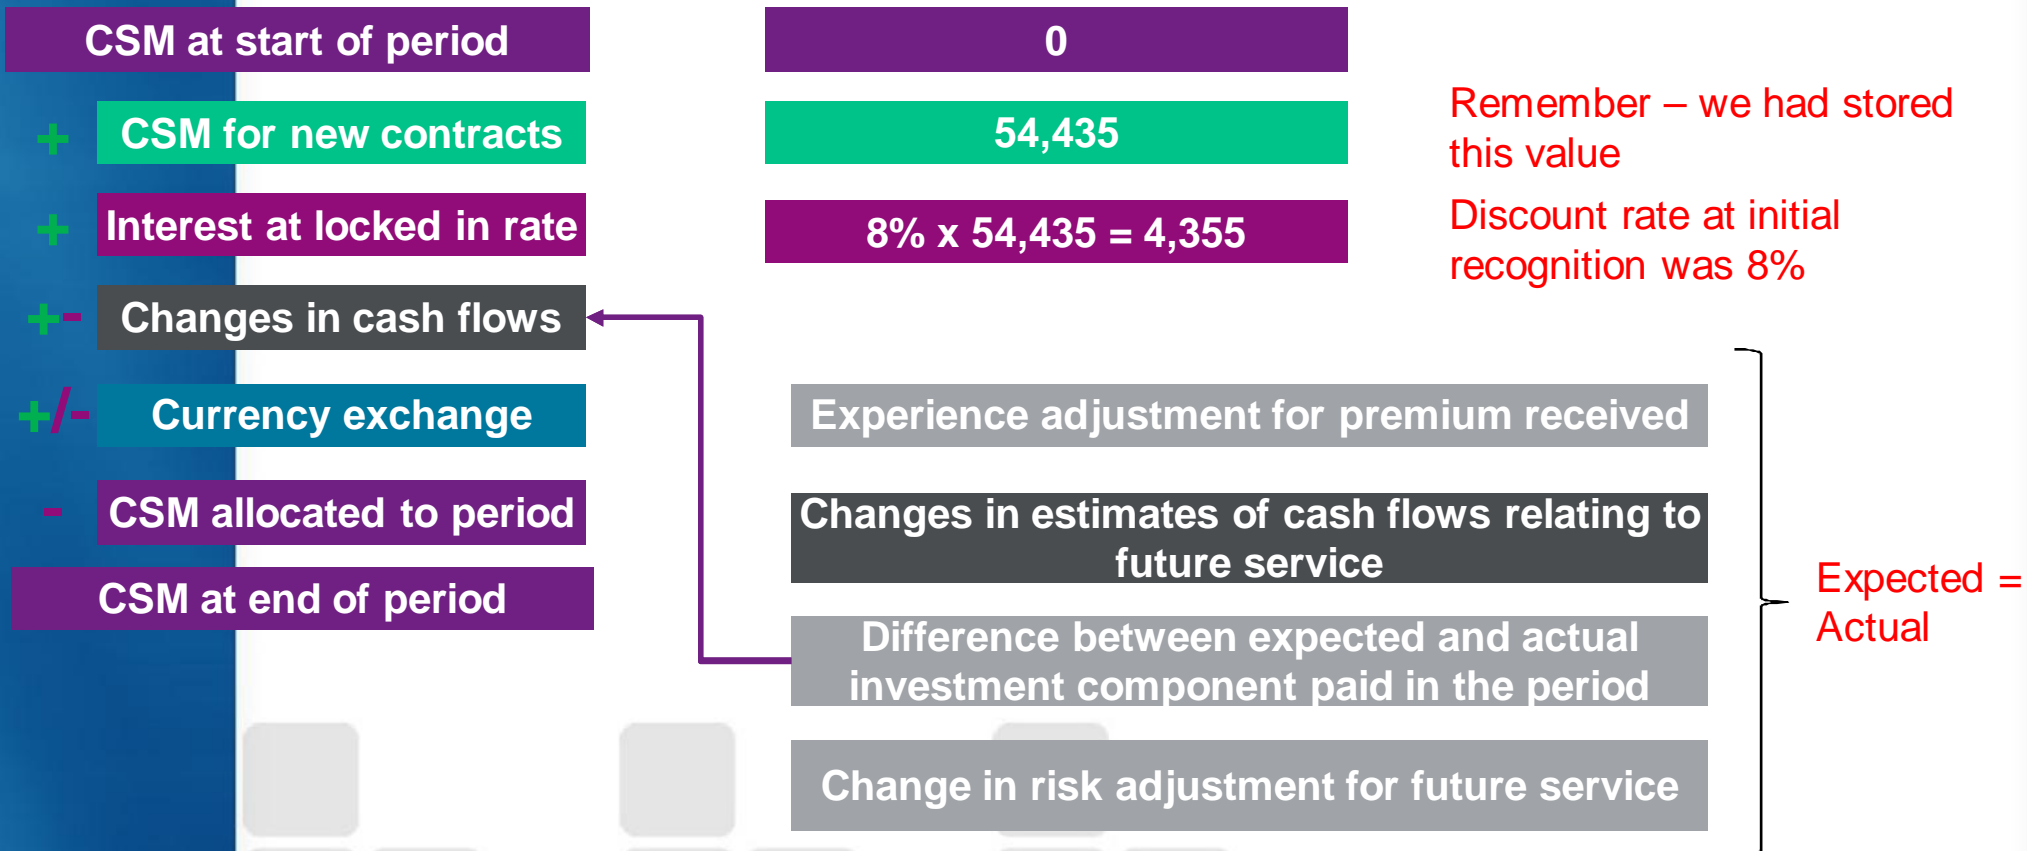 CSM at start of period
0
+
CSM for new contracts
54,435
Remember – we had stored
this value
+
Interest at locked in rate
8% x 54,435 = 4,355
Discount rate at initial
recognition was 8%
+-
Changes in cash flows
+/-
Currency exchange
Experience adjustment for premium received
-
CSM allocated to period
Changes in estimates of cash flows relating to
future service
CSM at end of period
Expected =
Actual
Difference between expected and actual
investment component paid in the period
Change in risk adjustment for future service